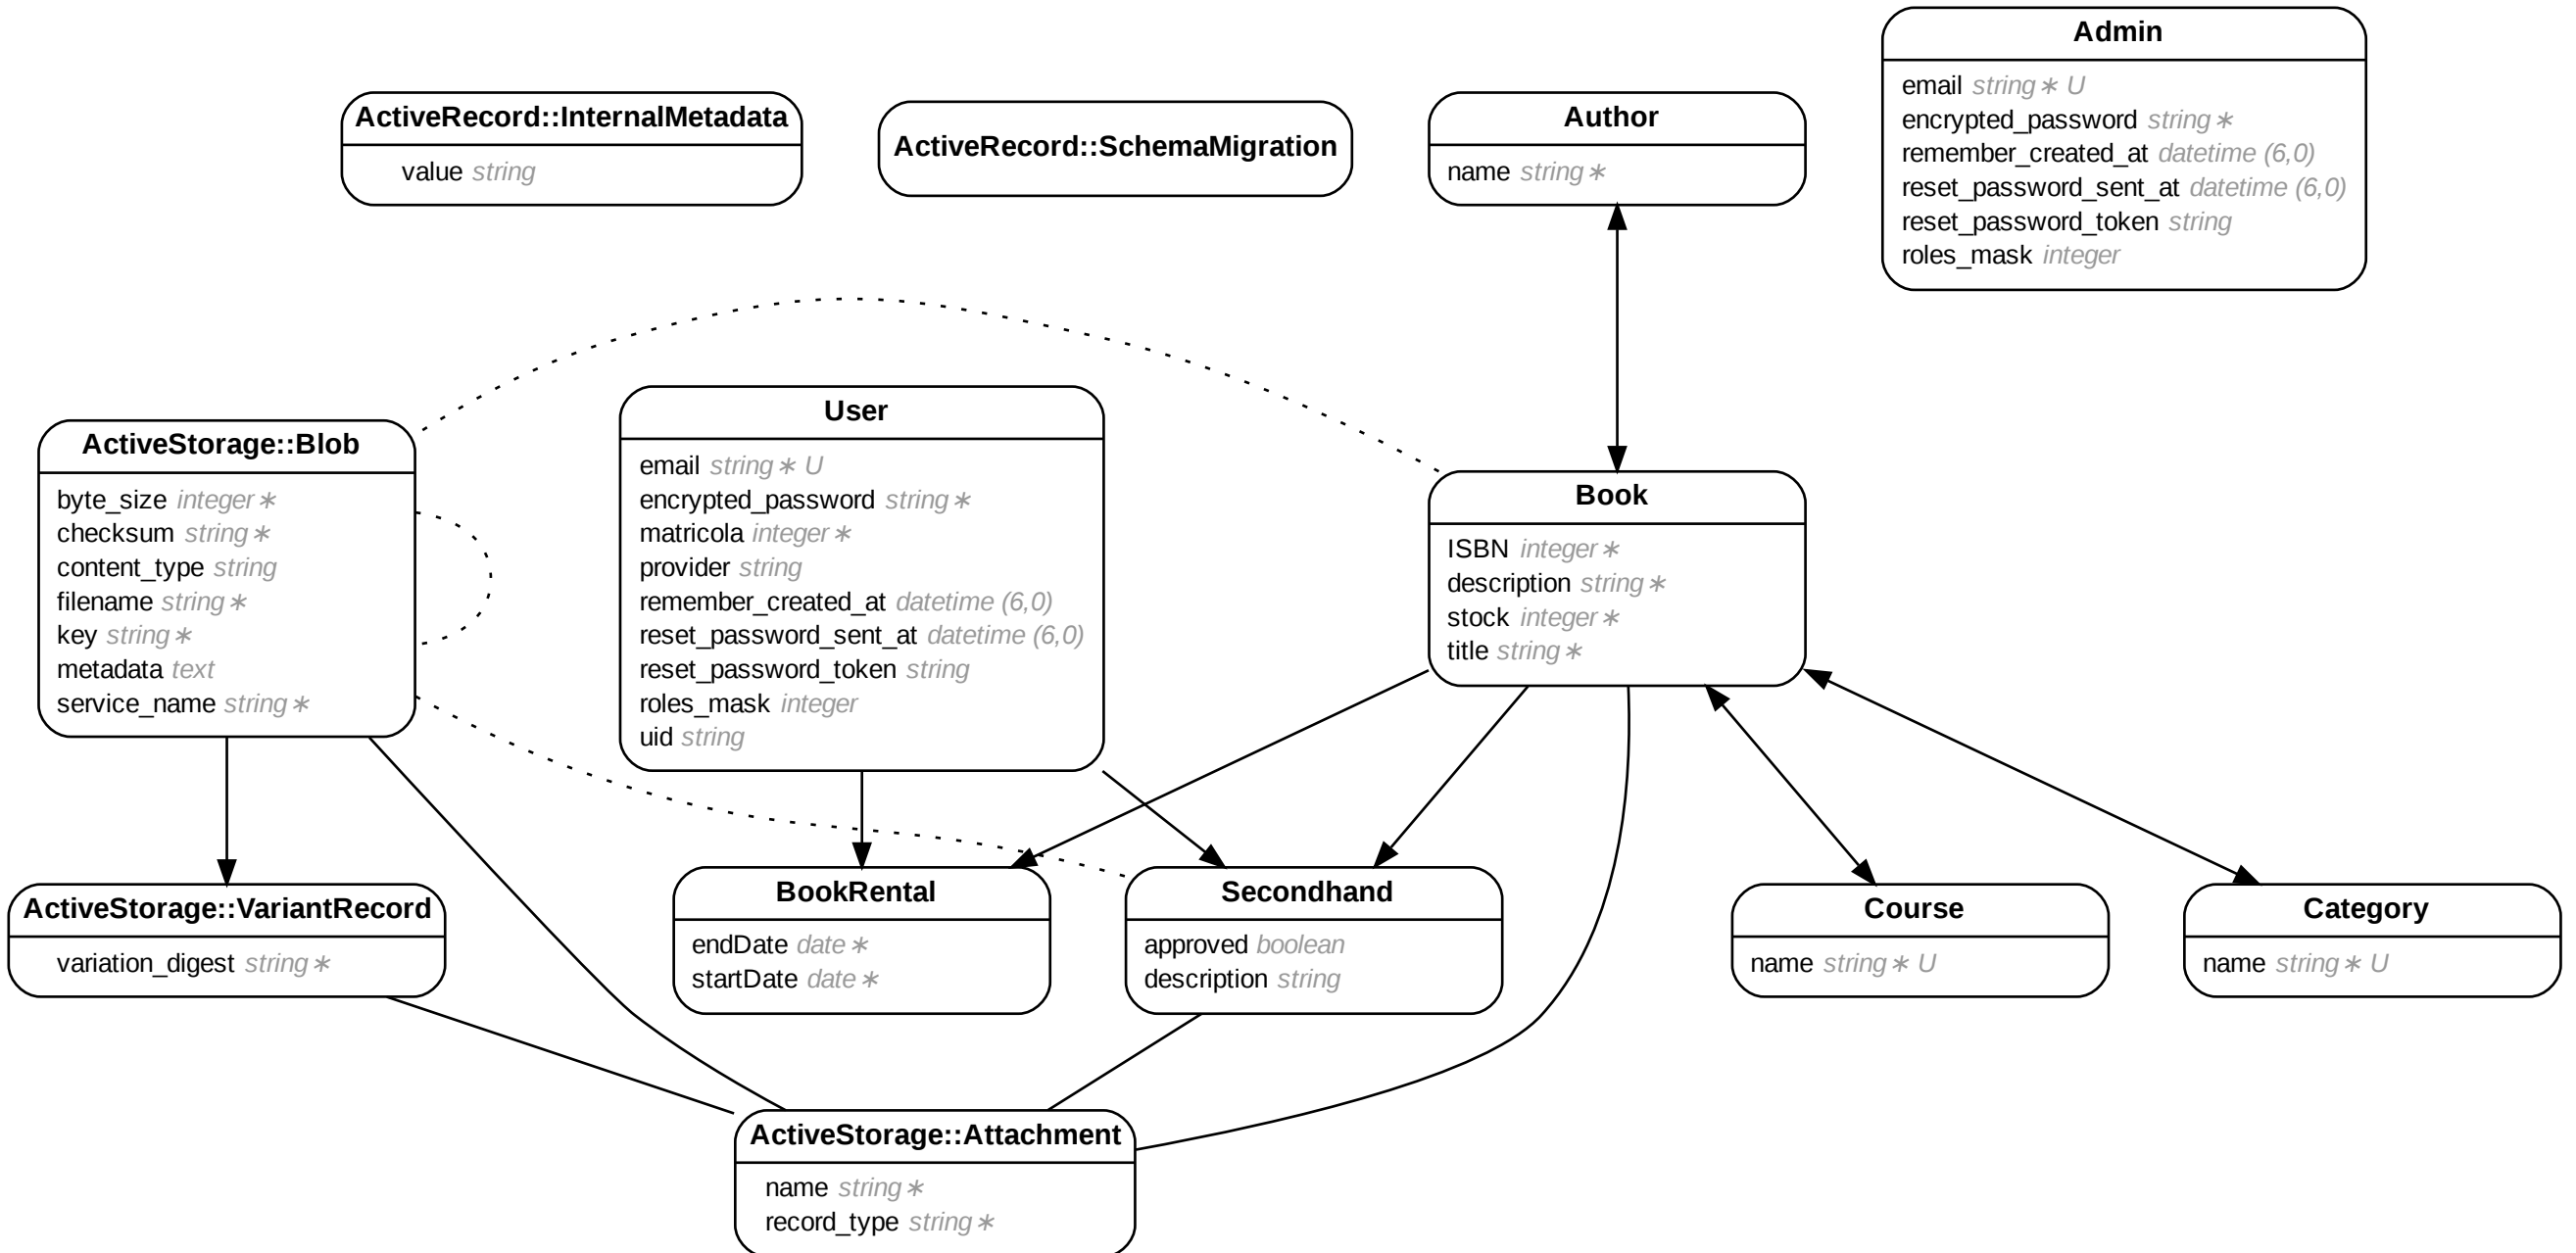 Admin
email string∗ U
encrypted_password string∗
remember_created_at datetime (6,0)
reset_password_sent_at datetime (6,0)
reset_password_token string
roles_mask integer
ActiveRecord::InternalMetadata
value string
ActiveRecord::SchemaMigration
Author
name string∗
ActiveStorage::Blob
byte_size integer∗
checksum string∗
content_type string
filename string∗
key string∗
metadata text
service_name string∗
User
email string∗ U
encrypted_password string∗
matricola integer∗
provider string
remember_created_at datetime (6,0)
reset_password_sent_at datetime (6,0)
reset_password_token string
roles_mask integer
uid string
Book
ISBN integer∗
description string∗
stock integer∗
title string∗
ActiveStorage::VariantRecord
variation_digest string∗
BookRental
endDate date∗
startDate date∗
Secondhand
approved boolean
description string
Course
name string∗ U
Category
name string∗ U
ActiveStorage::Attachment
name string∗
record_type string∗